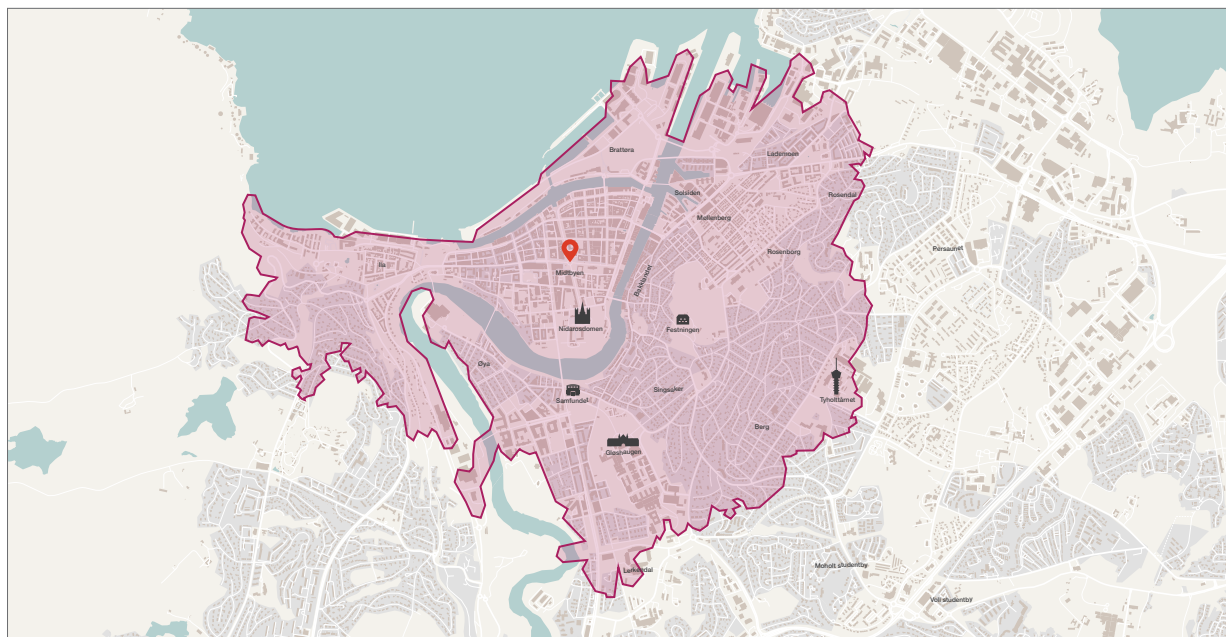 Brattøra
Lademoen
Solsiden
Rosendal
Møllenberg
Rosenborg
Persaunet
Ila
Midtbyen
Bakklandet
Nidarosdomen
Festningen
Øya
Singsaker
Samfundet
Tyholttårnet
Berg
Gløshaugen
Lerkendal
Moholt studentby
Voll studentby